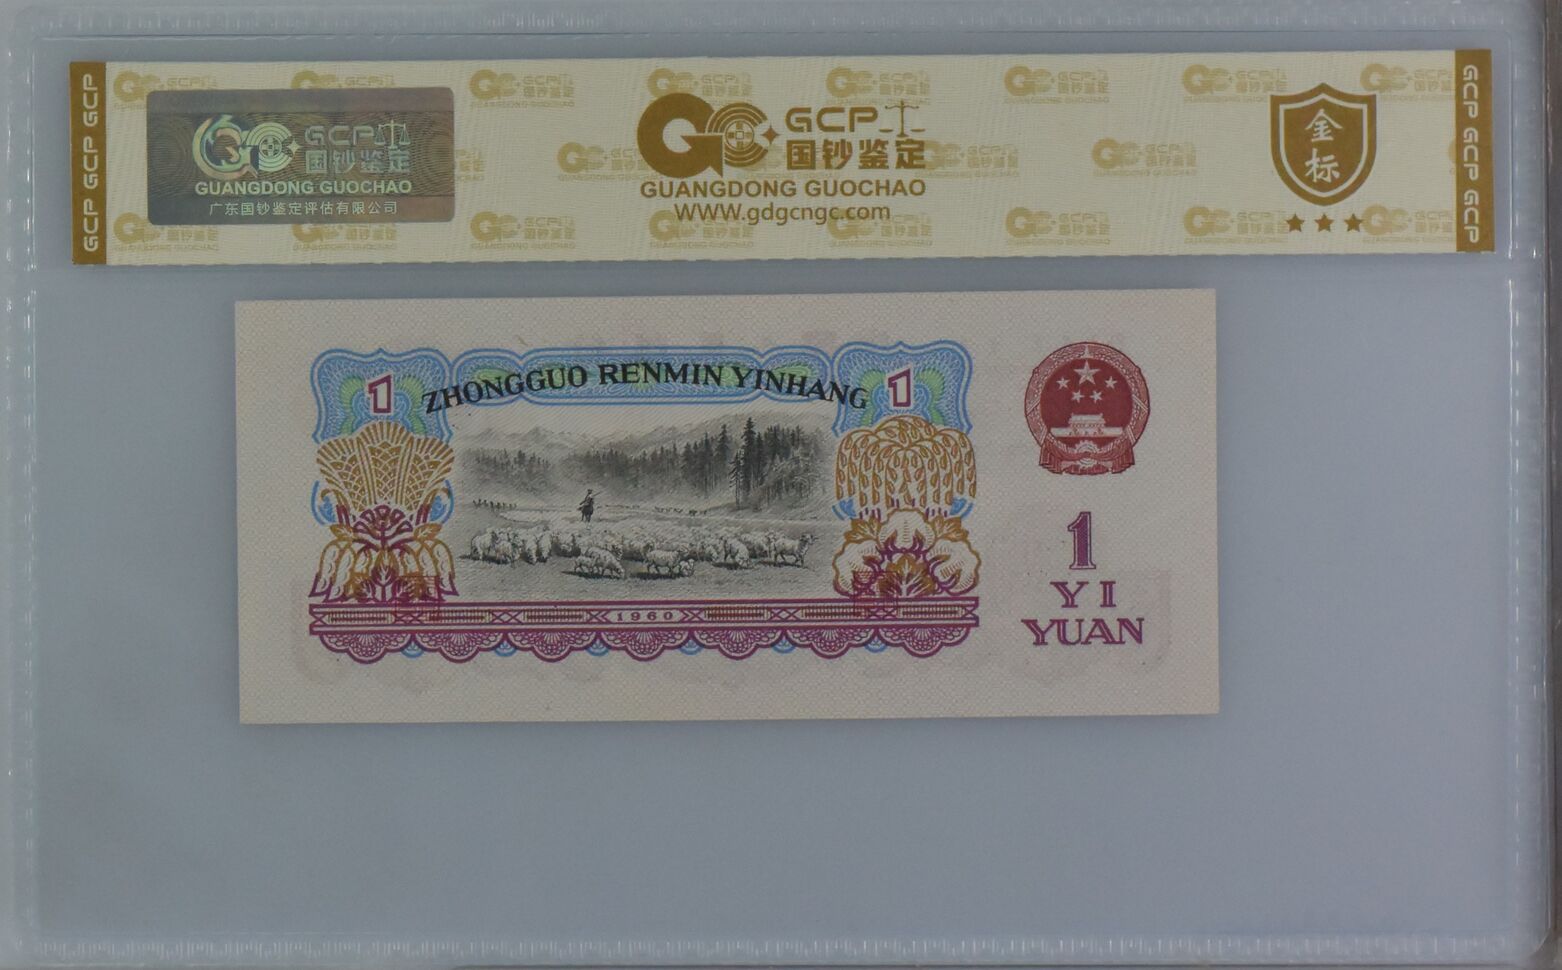 GCP GCP GCP
GCP
国钞鉴定
GUANGDONG GUOCHAO
广东国钞鉴定评估有限公司
GCP
国钞鉴定
GUANGDONG GUOCHAO
WWW.gdgcngc.com
金标
GCP GCP GCP
ZHONGGUO RENMIN YINHANG
1
1
1960
1
YI
YUAN